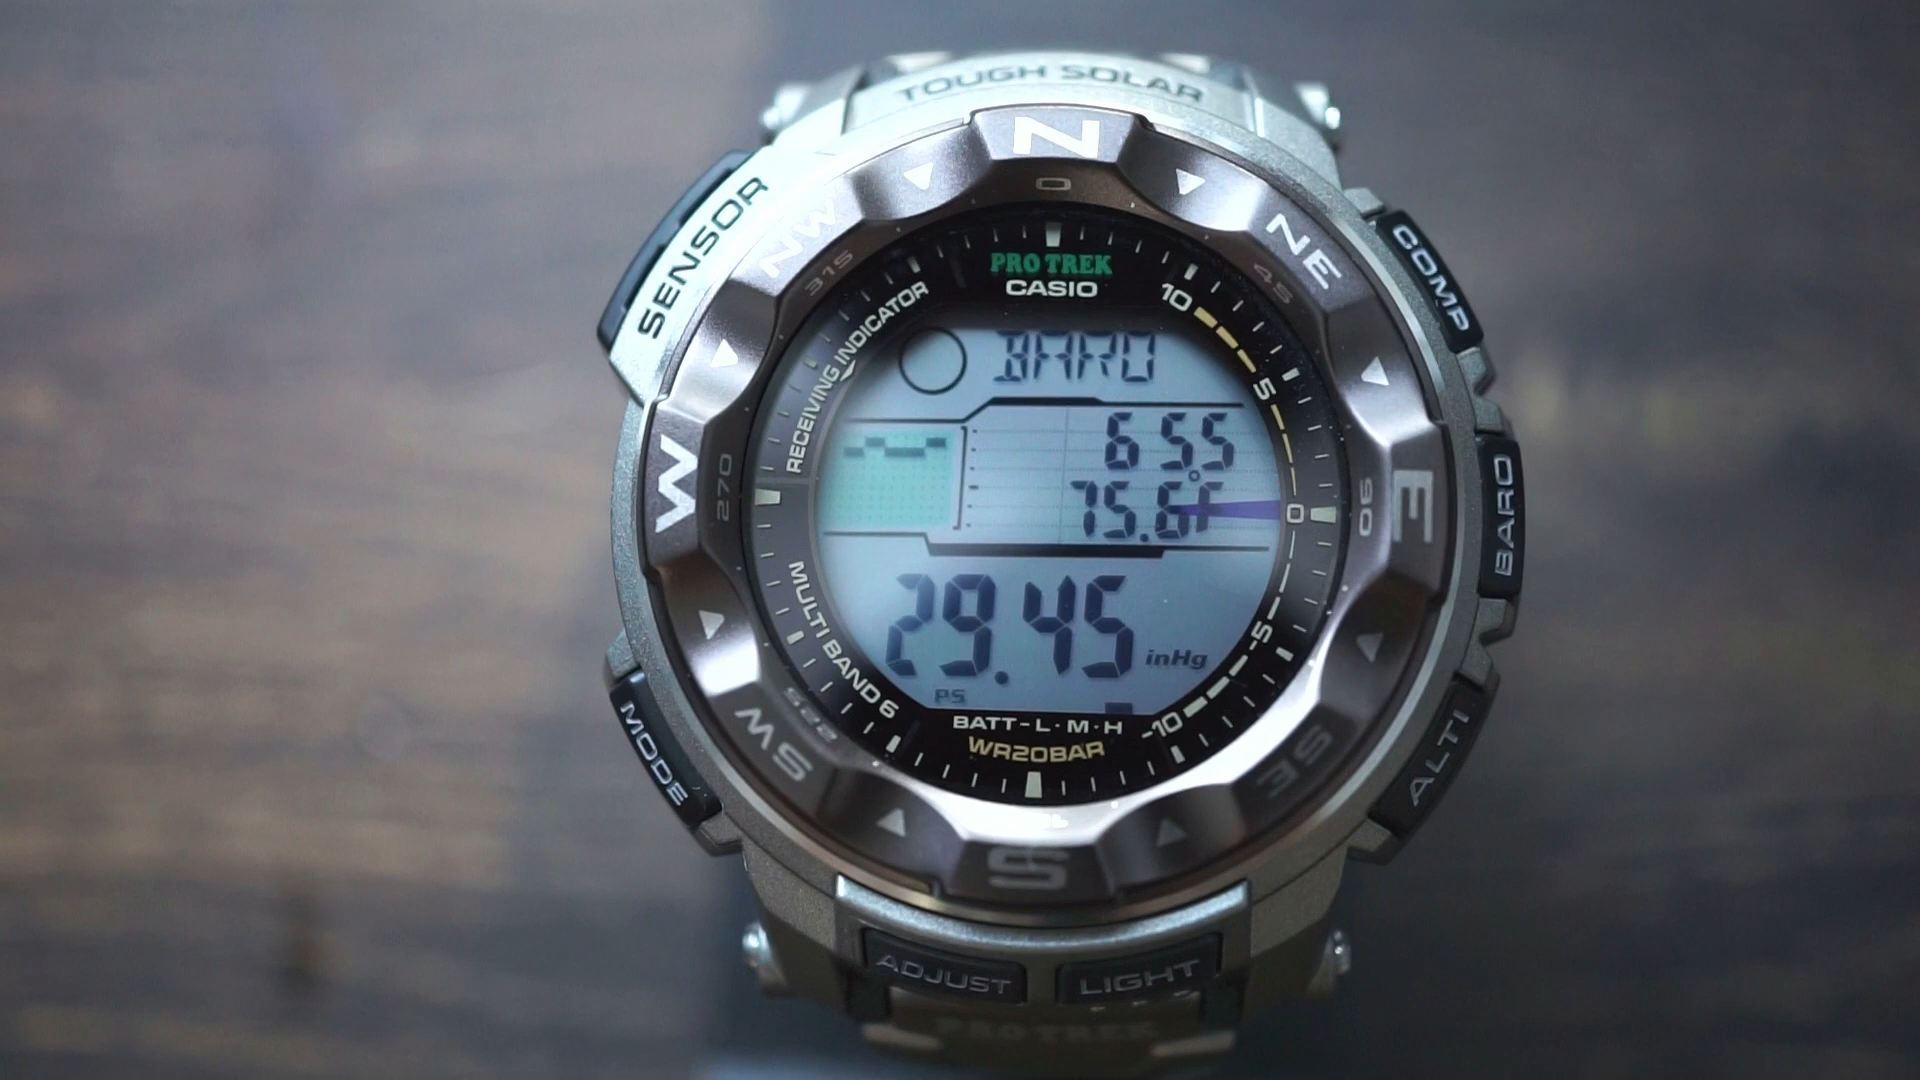 TOUGH SOLAR
N
0
NW
315
NE
45
SENSOR
COMP
PRO TREK
CASIO
RECEIVING INDICATOR
10
BARO
5
6 55
75.6°F
W
270
0
E
90
BARO
29.45 inHg
PS
MULTI BAND 6
-5
BATT-L·M·H
-10
WR20BAR
225
SW
SE
MODE
ALTI
S
ADJUST
LIGHT
PRO TREK